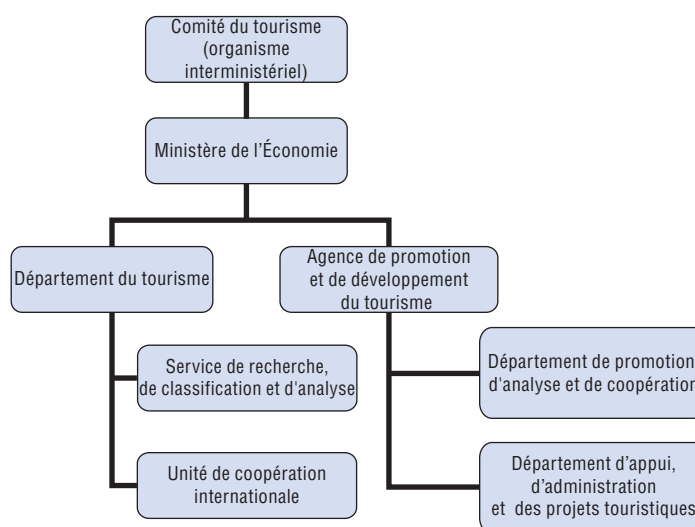 Comité du tourisme
(organisme
interministériel)
Ministère de l'Économie
Département du tourisme
Agence de promotion
et de développement
du tourisme
Service de recherche,
de classification et d'analyse
Unité de coopération
internationale
Département de promotion
d'analyse et de coopération
Département d'appui,
d'administration
et des projets touristiques